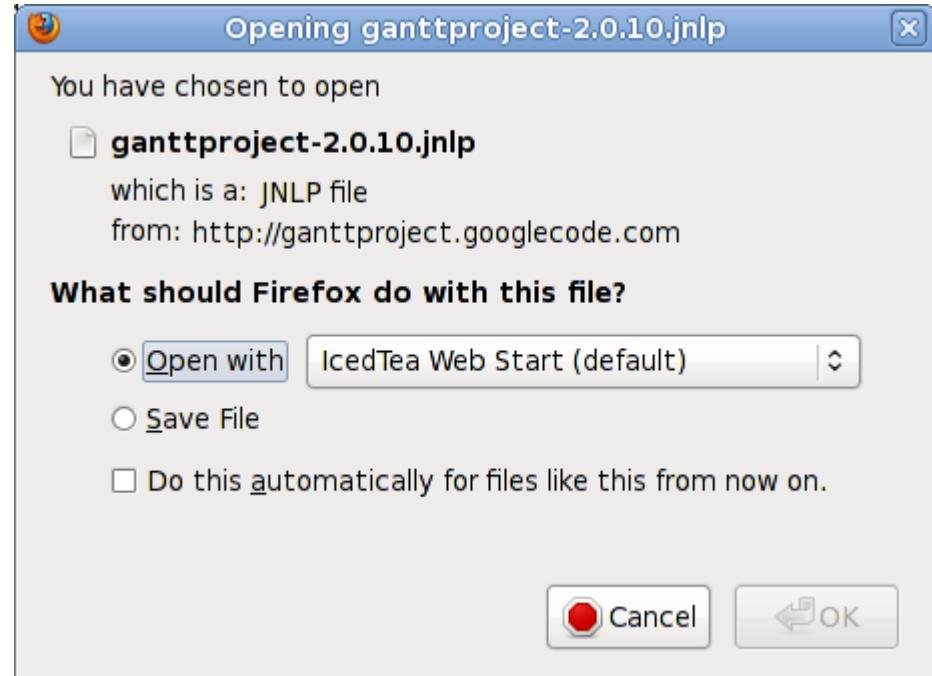 Opening ganttproject-2.0.10.jnlp
You have chosen to open
ganttproject-2.0.10.jnlp
which is a: JNLP file
from: http://ganttproject.googlecode.com
What should Firefox do with this file?
Open with IcedTea Web Start (default)
Save File
Do this automatically for files like this from now on.
Cancel OK